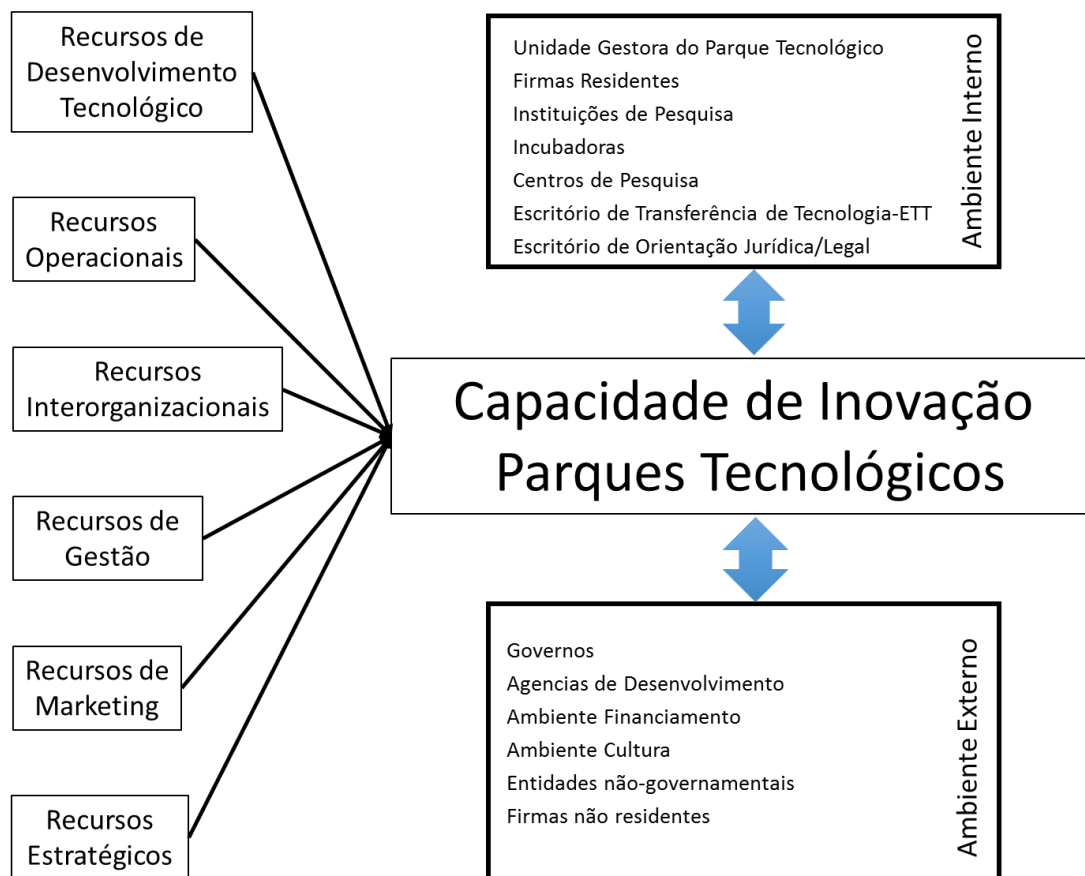 Recursos de
Desenvolvimento
Tecnológico
Recursos
Operacionais
Recursos
Interorganizacionais
Recursos de
Gestão
Recursos de
Marketing
Recursos
Estratégicos
Unidade Gestora do Parque Tecnológico
Firmas Residentes
Instituições de Pesquisa
Incubadoras
Centros de Pesquisa
Escritório de Transferência de Tecnologia-ETT
Escritório de Orientação Jurídica/Legal
Ambiente Interno
Capacidade de Inovação
Parques Tecnológicos
Governos
Agencias de Desenvolvimento
Ambiente Financiamento
Ambiente Cultura
Entidades não-governamentais
Firmas não residentes
Ambiente Externo